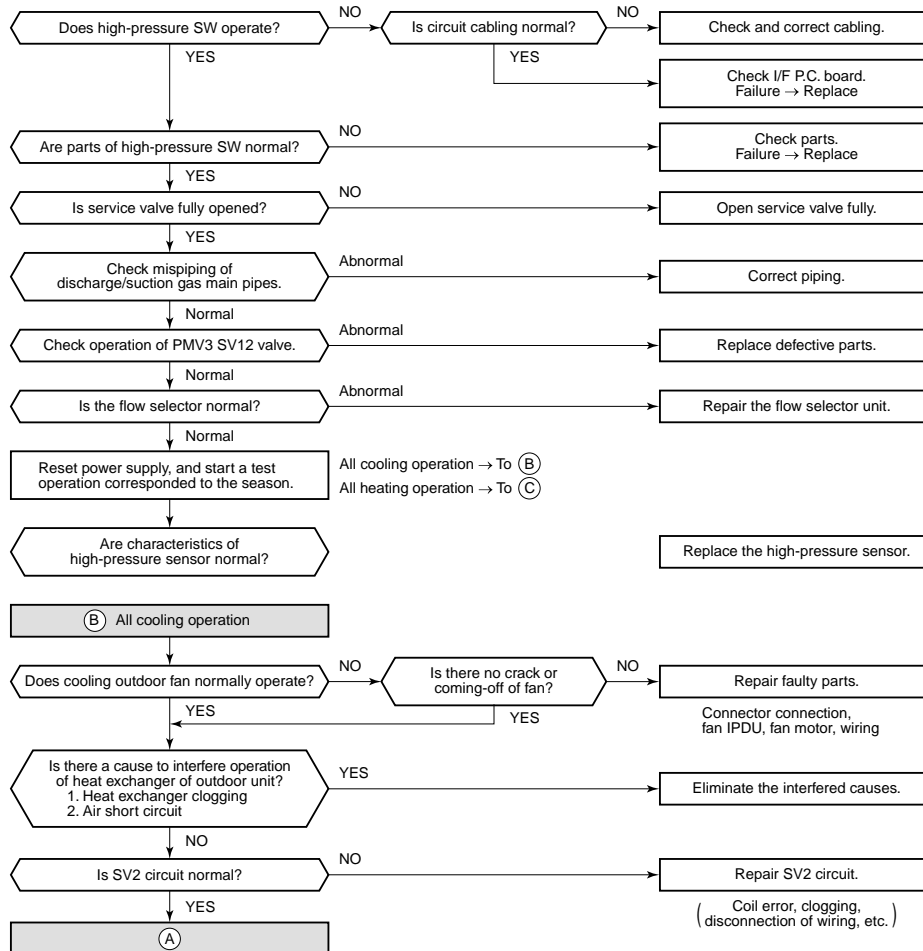 Does high-pressure SW operate?
NO
Is circuit cabling normal?
NO
Check and correct cabling.
YES
YES
Check I/F P.C. board.
Failure → Replace
Are parts of high-pressure SW normal?
NO
Check parts.
Failure → Replace
YES
Is service valve fully opened?
NO
Open service valve fully.
YES
Check mispiping of
discharge/suction gas main pipes.
Abnormal
Correct piping.
Normal
Check operation of PMV3 SV12 valve.
Abnormal
Replace defective parts.
Normal
Is the flow selector normal?
Abnormal
Repair the flow selector unit.
Normal
Reset power supply, and start a test
operation corresponded to the season.
All cooling operation → To B
All heating operation → To C
Are characteristics of
high-pressure sensor normal?
Replace the high-pressure sensor.
B All cooling operation
Does cooling outdoor fan normally operate?
NO
Is there no crack or
coming-off of fan?
NO
Repair faulty parts.
YES
YES
Connector connection,
fan IPDU, fan motor, wiring
Is there a cause to interfere operation
of heat exchanger of outdoor unit?
1. Heat exchanger clogging
2. Air short circuit
YES
Eliminate the interfered causes.
NO
Is SV2 circuit normal?
NO
Repair SV2 circuit.
YES
(Coil error, clogging,
disconnection of wiring, etc.)
A